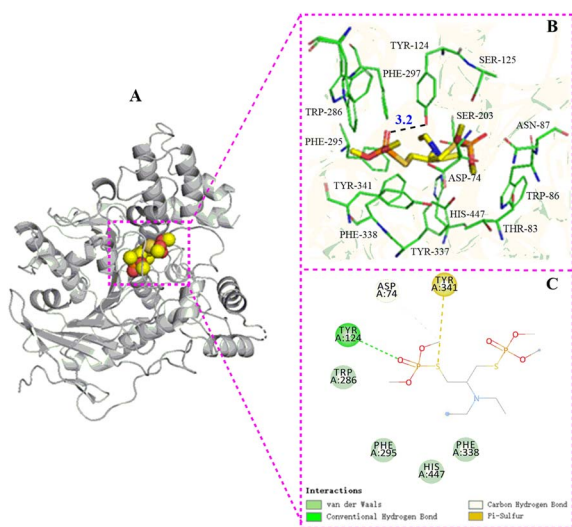 A
B
TYR-124
SER-125
PHE-297
TRP-286
3.2
SER-203
ASN-87
PHE-295
ASP-74
TYR-341
TRP-86
HIS-447
THR-83
PHE-338
TYR-337
C
ASP
A:74
TYR
A:341
TYR
A:124
O
O
P
O
S
TRP
A:286
O
O
P
O
S
N
PHE
A:295
PHE
A:338
HIS
A:447
Interactions
van der Waals
Carbon Hydrogen Bond
Conventional Hydrogen Bond
Pi-Sulfur